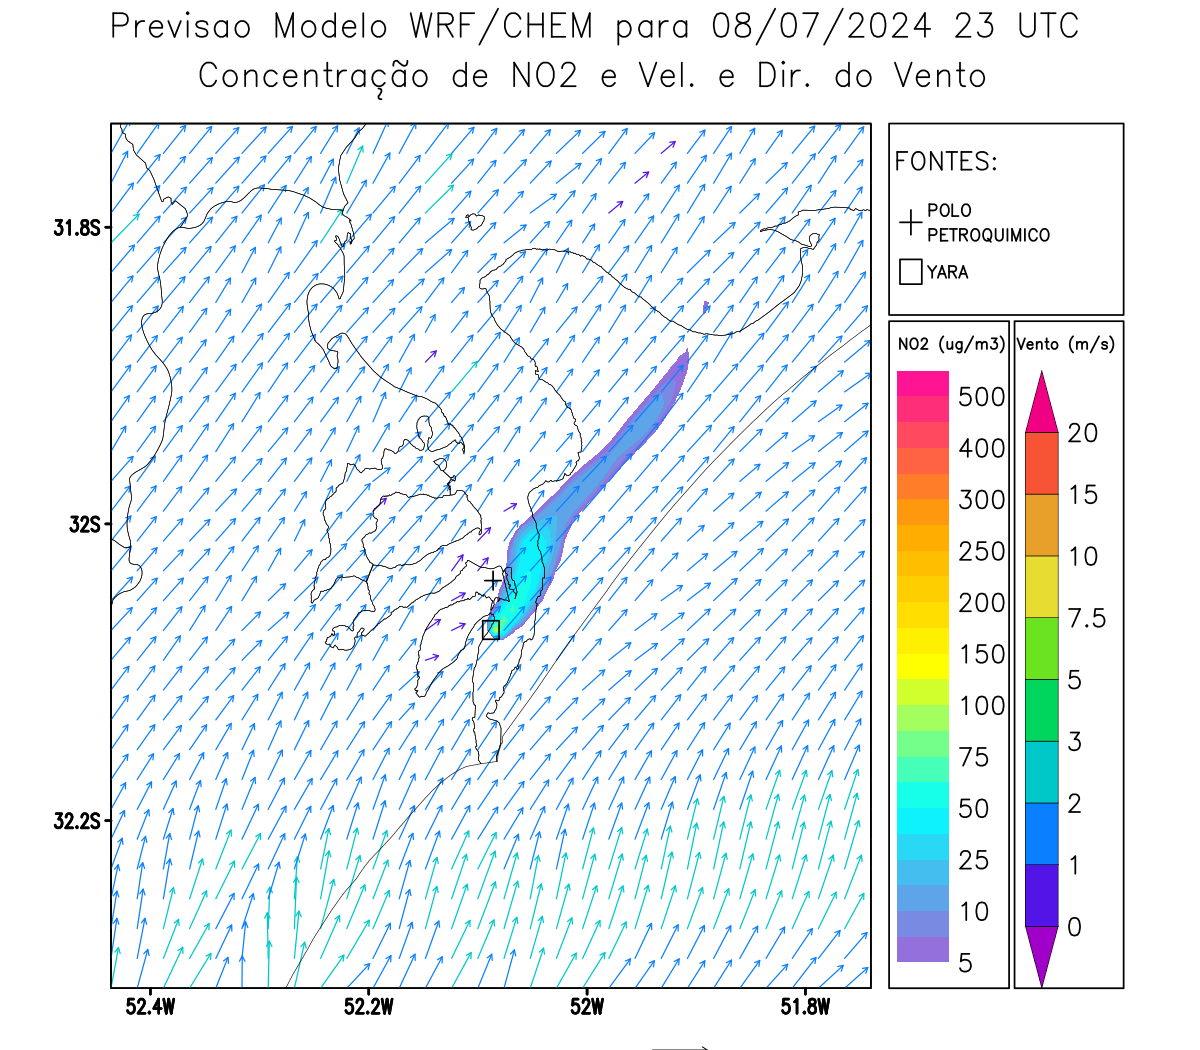 Previsao Modelo WRF/CHEM para 08/07/2024 23 UTC
Concentração de NO2 e Vel. e Dir. do Vento
FONTES:
POLO
PETROQUIMICO
YARA
NO2 (ug/m3)
500
400
300
250
200
150
100
75
50
25
10
5
Vento (m/s)
20
15
10
7.5
5
3
2
1
0
31.8S
32S
32.2S
52.4W
52.2W
52W
51.8W